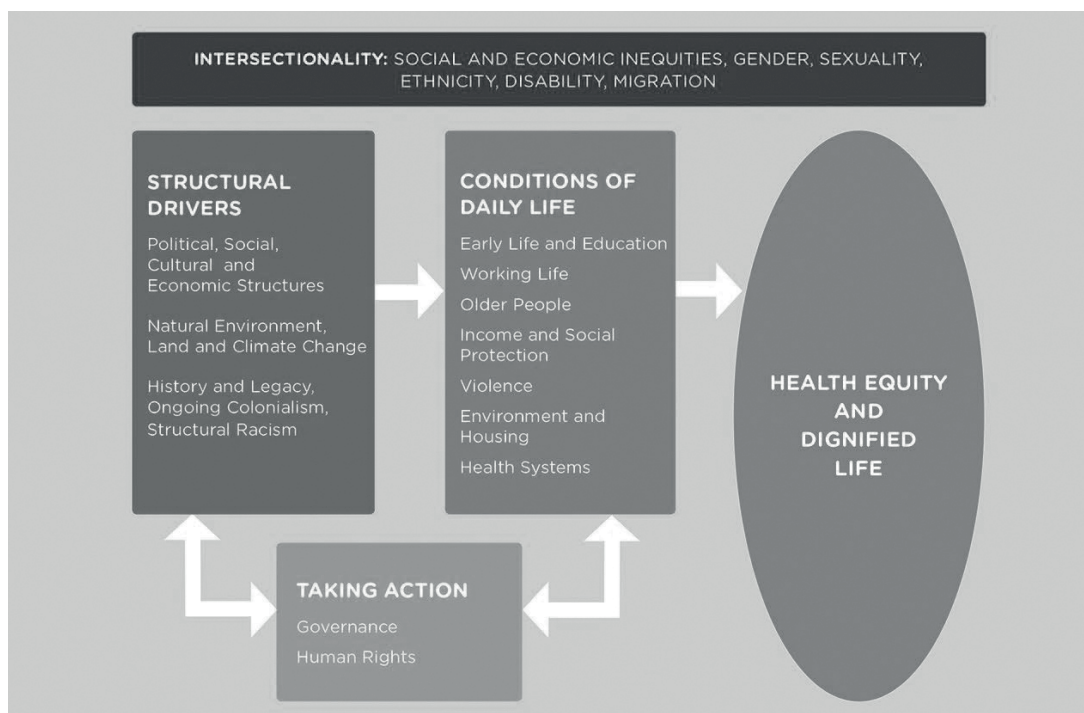 INTERSECTIONALITY: SOCIAL AND ECONOMIC INEQUITIES, GENDER, SEXUALITY,
ETHNICITY, DISABILITY, MIGRATION
STRUCTURAL
DRIVERS
Political, Social,
Cultural and
Economic Structures
Natural Environment,
Land and Climate Change
History and Legacy,
Ongoing Colonialism,
Structural Racism
CONDITIONS OF
DAILY LIFE
Early Life and Education
Working Life
Older People
Income and Social
Protection
Violence
Environment and
Housing
Health Systems
HEALTH EQUITY
AND
DIGNIFIED
LIFE
TAKING ACTION
Governance
Human Rights